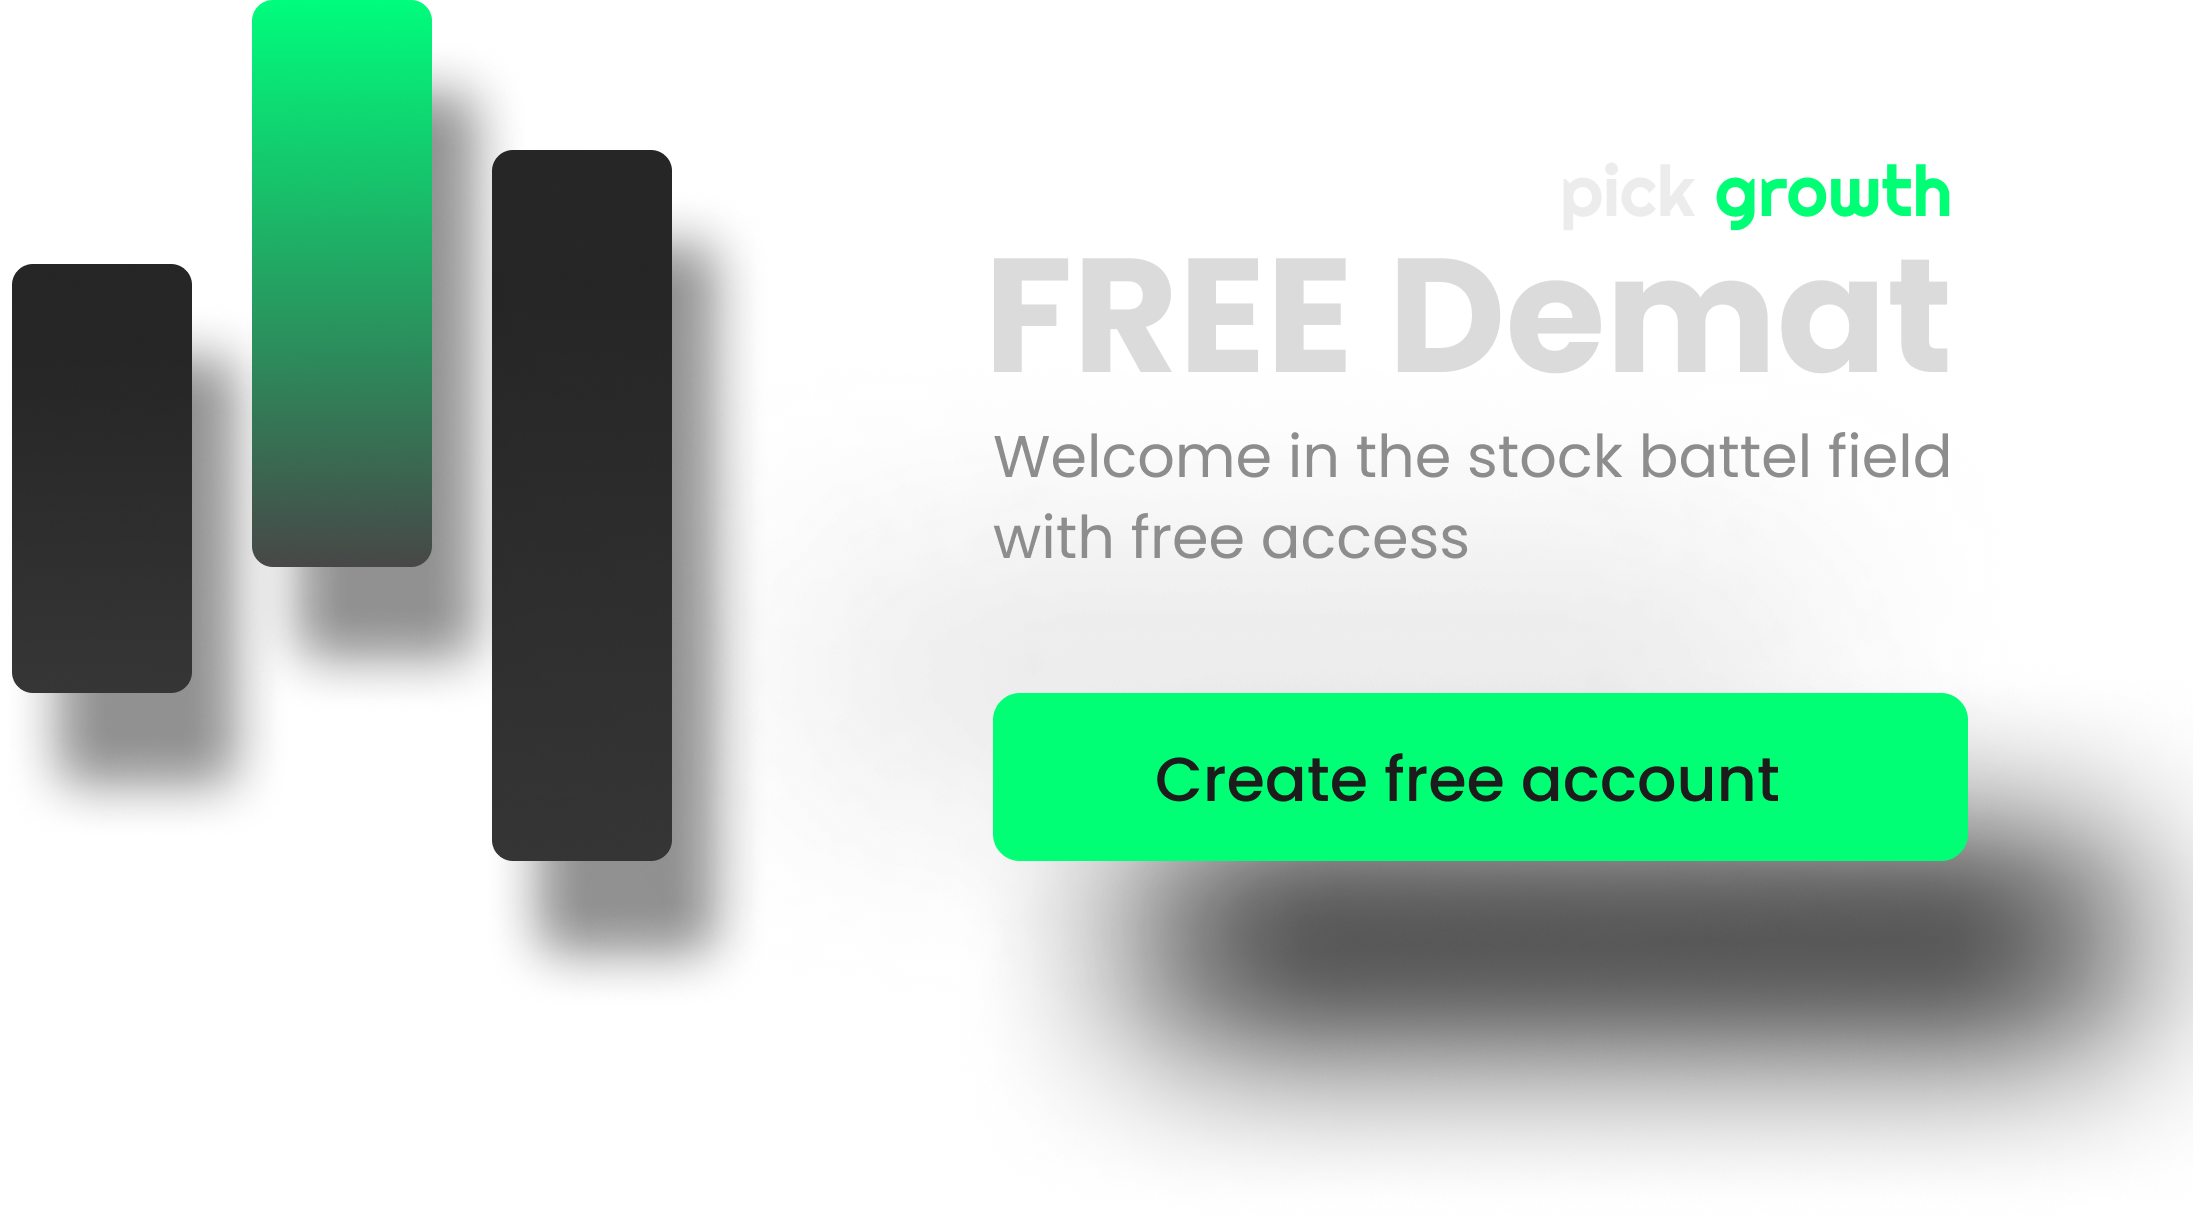 pick growth
FREE Demat
Welcome in the stock battel field
with free access
Create free account